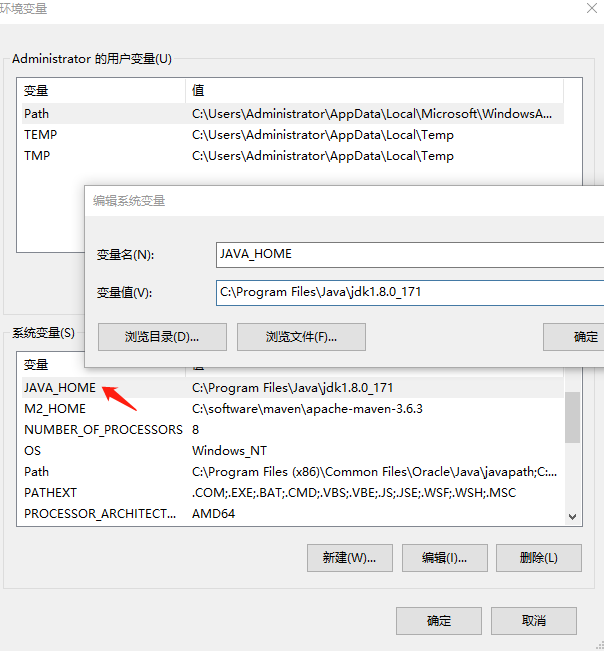 环境变量
Administrator 的用户变量(U)
变量 值
Path C:\Users\Administrator\AppData\Local\Microsoft\WindowsA...
TEMP C:\Users\Administrator\AppData\Local\Temp
TMP C:\Users\Administrator\AppData\Local\Temp
编辑系统变量
变量名(N): JAVA_HOME
变量值(V): C:\Program Files\Java\jdk1.8.0_171
浏览目录(D)... 浏览文件(F)... 确定
系统变量(S)
变量 值
JAVA_HOME C:\Program Files\Java\jdk1.8.0_171
M2_HOME C:\software\maven\apache-maven-3.6.3
NUMBER_OF_PROCESSORS 8
OS Windows_NT
Path C:\Program Files (x86)\Common Files\Oracle\Java\javapath;C:...
PATHEXT .COM;.EXE;.BAT;.CMD;.VBS;.VBE;.JS;.JSE;.WSF;.WSH;.MSC
PROCESSOR_ARCHITECT... AMD64
新建(W)... 编辑(I)... 删除(L)
确定 取消